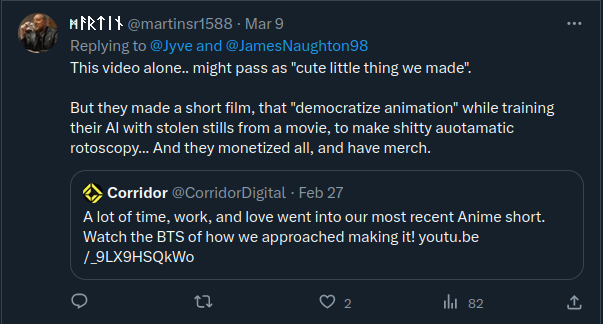 ᛗᚨᚱᛏᛁᚾ @martinsr1588 · Mar 9 ···
Replying to @Jyve and @JamesNaughton98
This video alone.. might pass as "cute little thing we made".
But they made a short film, that "democratize animation" while training
their AI with stolen stills from a movie, to make shitty auotamatic
rotoscopy... And they monetized all, and have merch.
Corridor @CorridorDigital · Feb 27
A lot of time, work, and love went into our most recent Anime short.
Watch the BTS of how we approached making it! youtu.be
/_9LX9HSQkWo
2 82